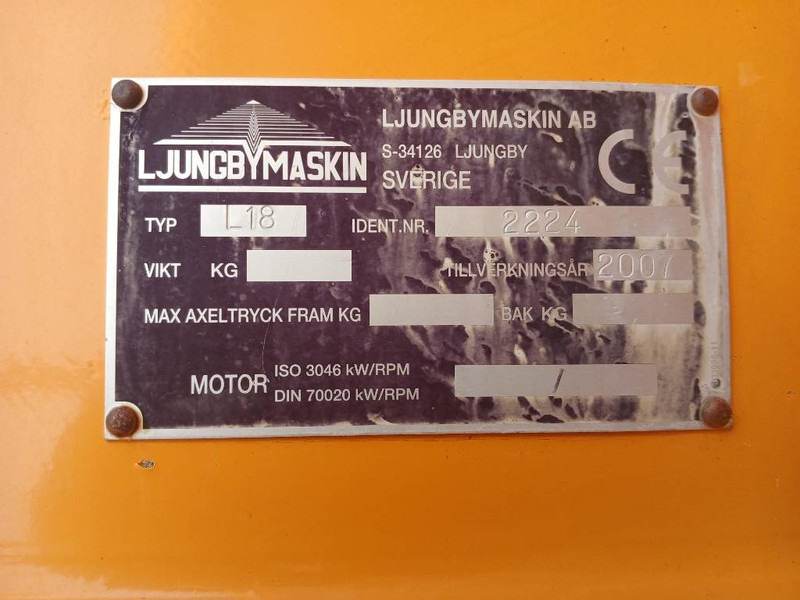 LJUNGBYMASKIN
LJUNGBYMASKIN AB
S-34126 LJUNGBY
SVERIGE
CE
TYP L18 IDENT.NR. 2224
VIKT KG TILLVERKNINGSÅR 2007
MAX AXELTRYCK FRAM KG BAK KG
MOTOR ISO 3046 kW/RPM /
DIN 70020 kW/RPM